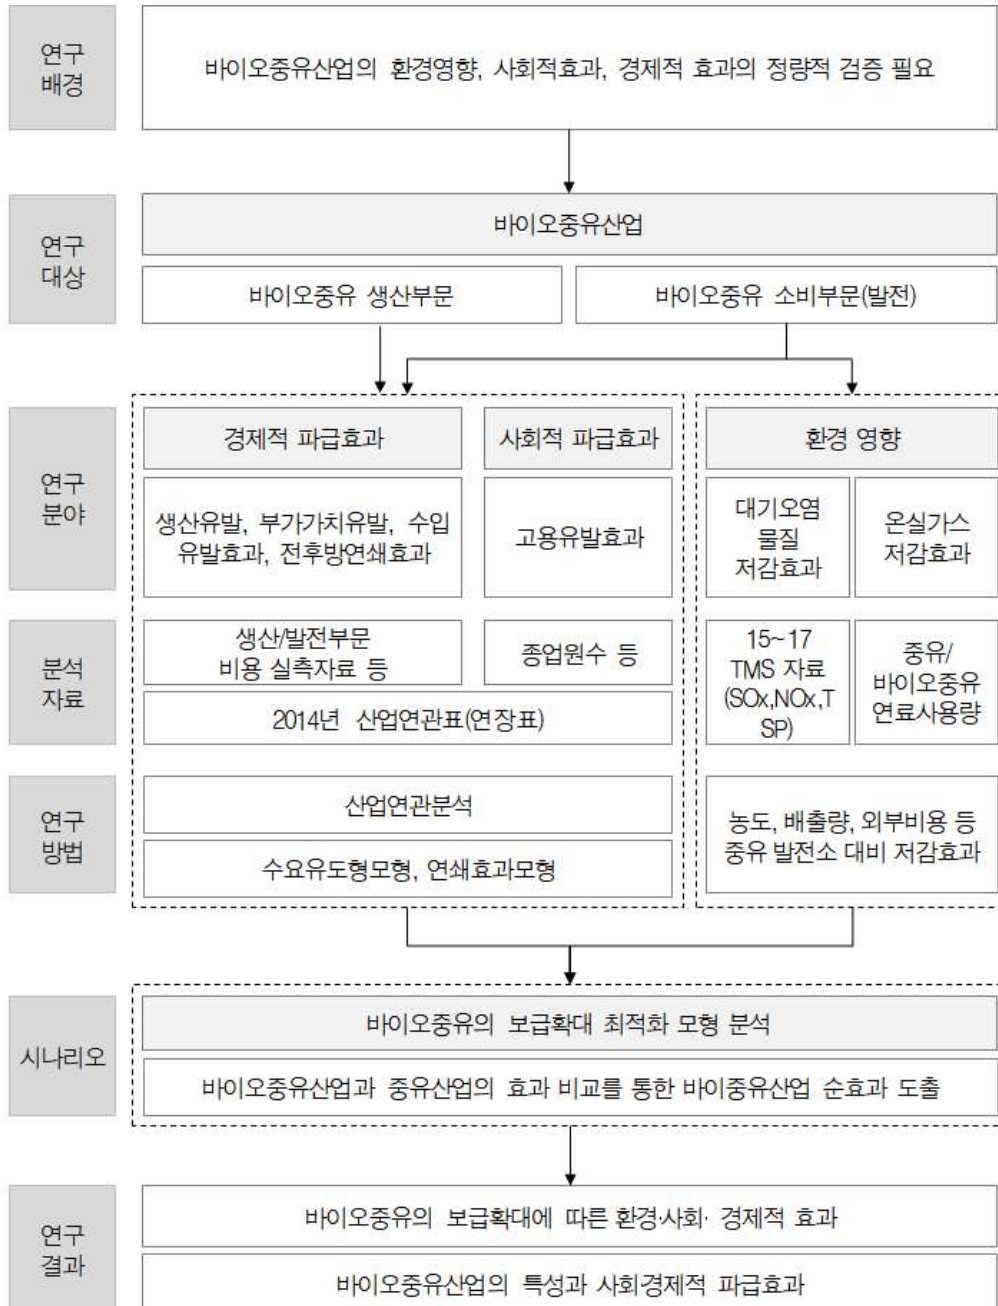 연구
배경
바이오중유산업의 환경영향, 사회적효과, 경제적 효과의 정량적 검증 필요
연구
대상
바이오중유산업
바이오중유 생산부문
바이오중유 소비부문(발전)
연구
분야
경제적 파급효과
사회적 파급효과
환경 영향
생산유발, 부가가치유발, 수입
유발효과, 전후방연쇄효과
고용유발효과
대기오염
물질
저감효과
온실가스
저감효과
분석
자료
생산/발전부문
비용 실측자료 등
종업원수 등
2014년 산업연관표(연장표)
15~17
TMS 자료
(SOx,NOx,T
SP)
중유/
바이오중유
연료사용량
연구
방법
산업연관분석
수요유도형모형, 연쇄효과모형
농도, 배출량, 외부비용 등
중유 발전소 대비 저감효과
시나리오
바이오중유의 보급확대 최적화 모형 분석
바이오중유산업과 중유산업의 효과 비교를 통한 바이중유산업 순효과 도출
연구
결과
바이오중유의 보급확대에 따른 환경·사회· 경제적 효과
바이오중유산업의 특성과 사회경제적 파급효과